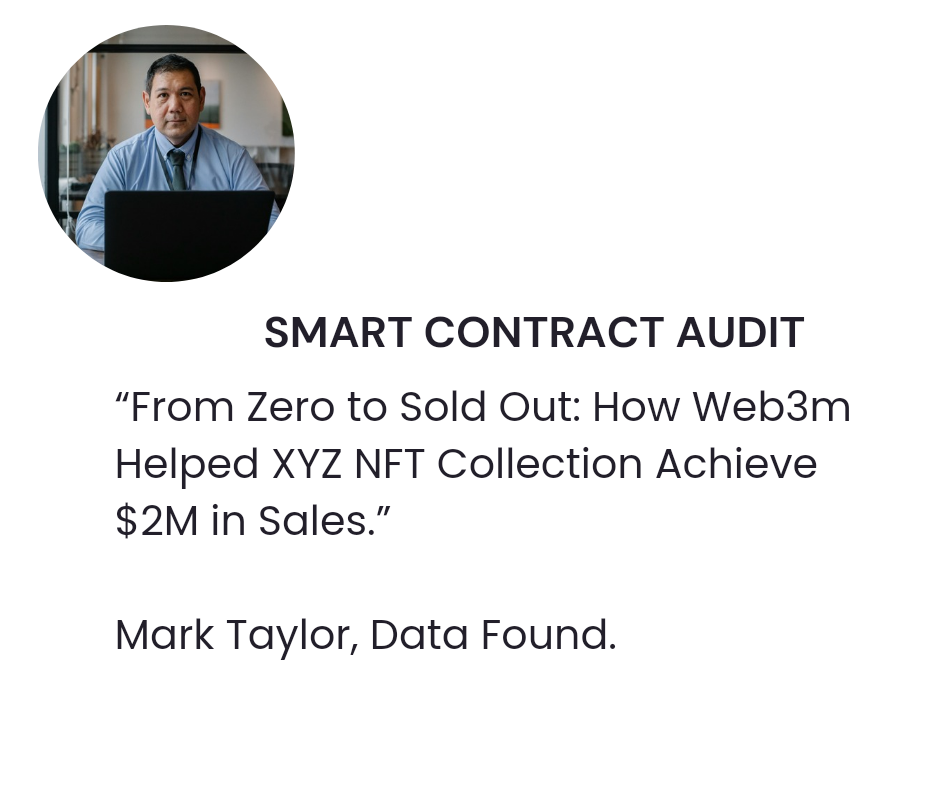 SMART CONTRACT AUDIT
“From Zero to Sold Out: How Web3m
Helped XYZ NFT Collection Achieve
$2M in Sales.”
Mark Taylor, Data Found.